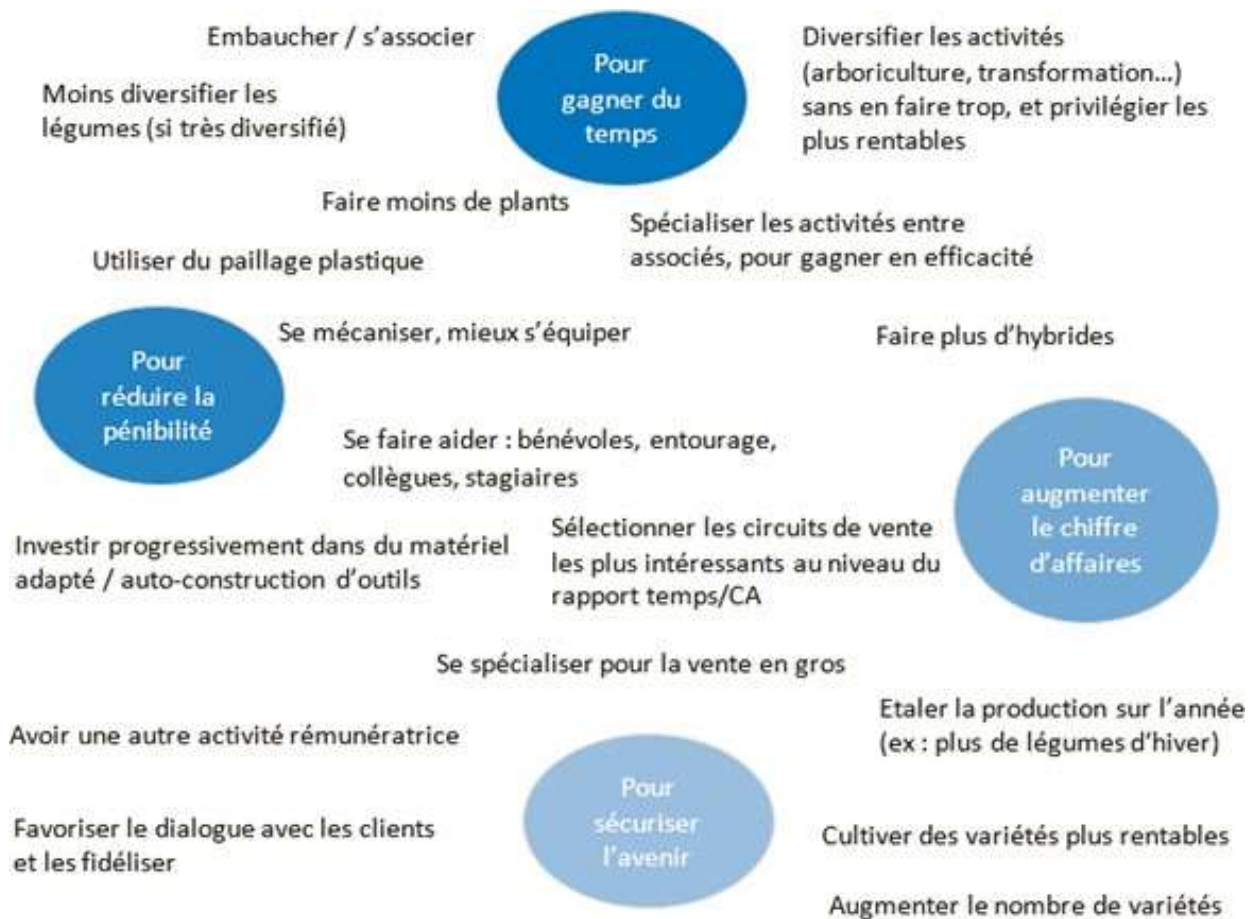 Embaucher / s’associer
Pour
gagner du
temps
Diversifier les activités
(arboriculture, transformation…)
sans en faire trop, et privilégier les
plus rentables
Moins diversifier les
légumes (si très diversifié)
Faire moins de plants
Spécialiser les activités entre
associés, pour gagner en efficacité
Utiliser du paillage plastique
Pour
réduire la
pénibilité
Se mécaniser, mieux s’équiper
Faire plus d’hybrides
Se faire aider : bénévoles, entourage,
collègues, stagiaires
Pour
augmenter
le chiffre
d’affaires
Investir progressivement dans du matériel
adapté / auto-construction d’outils
Sélectionner les circuits de vente
les plus intéressants au niveau du
rapport temps/CA
Se spécialiser pour la vente en gros
Avoir une autre activité rémunératrice
Etaler la production sur l’année
(ex : plus de légumes d’hiver)
Pour
sécuriser
l’avenir
Favoriser le dialogue avec les clients
et les fidéliser
Cultiver des variétés plus rentables
Augmenter le nombre de variétés